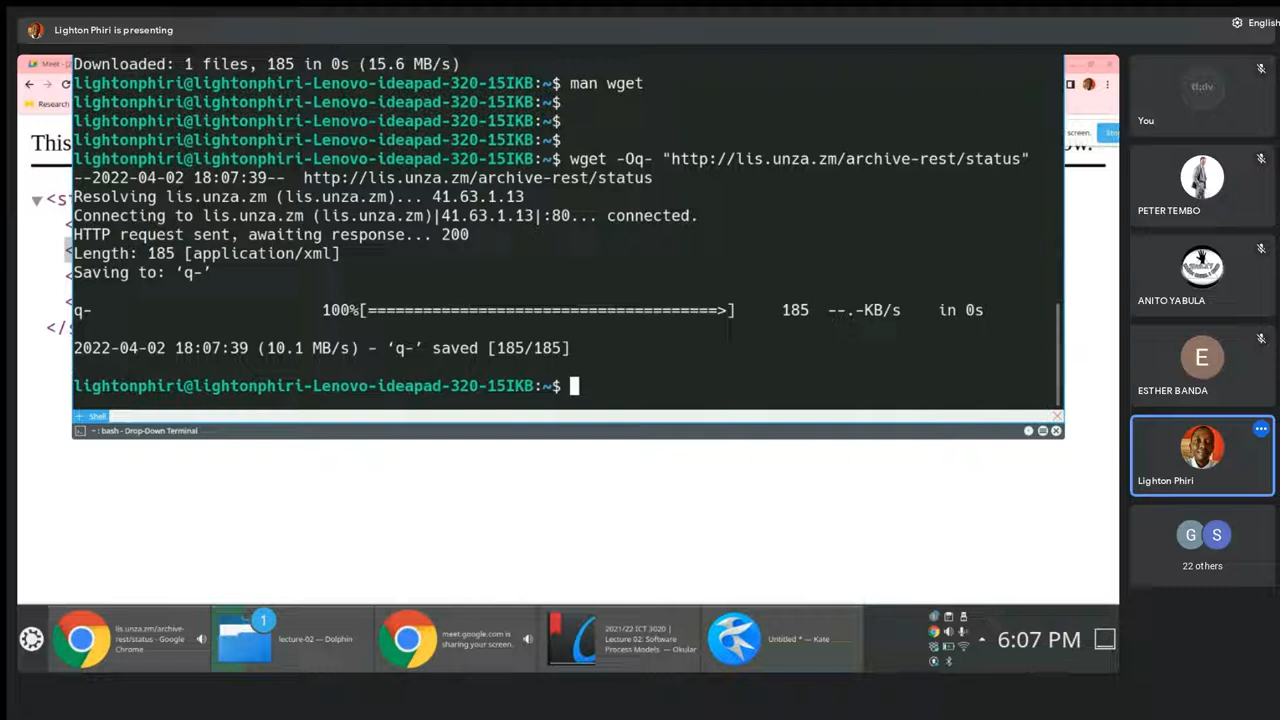 Lighton Phiri is presenting
English
Meet -
Research
This
<s
</s
screen.
ow.
Downloaded: 1 files, 185 in 0s (15.6 MB/s)
lightonphiri@lightonphiri-Lenovo-ideapad-320-15IKB:~$ man wget
lightonphiri@lightonphiri-Lenovo-ideapad-320-15IKB:~$
lightonphiri@lightonphiri-Lenovo-ideapad-320-15IKB:~$
lightonphiri@lightonphiri-Lenovo-ideapad-320-15IKB:~$
lightonphiri@lightonphiri-Lenovo-ideapad-320-15IKB:~$ wget -Oq- "http://lis.unza.zm/archive-rest/status"
--2022-04-02 18:07:39-- http://lis.unza.zm/archive-rest/status
Resolving lis.unza.zm (lis.unza.zm)... 41.63.1.13
Connecting to lis.unza.zm (lis.unza.zm)|41.63.1.13|:80... connected.
HTTP request sent, awaiting response... 200
Length: 185 [application/xml]
Saving to: ‘q-’
q- 100%[======================================>] 185 --.-KB/s in 0s
2022-04-02 18:07:39 (10.1 MB/s) - ‘q-’ saved [185/185]
lightonphiri@lightonphiri-Lenovo-ideapad-320-15IKB:~$
Shell
~ : bash - Drop-Down Terminal
tl;dv
You
PETER TEMBO
ANITO YABULA
E
ESTHER BANDA
Lighton Phiri
G S
22 others
lis.unza.zm/archive-
rest/status - Google
Chrome
1
lecture-02 — Dolphin
meet.google.com is
sharing your screen.
2021/22 ICT 3020 |
Lecture 02: Software
Process Models — Okular
Untitled * — Kate
6:07 PM